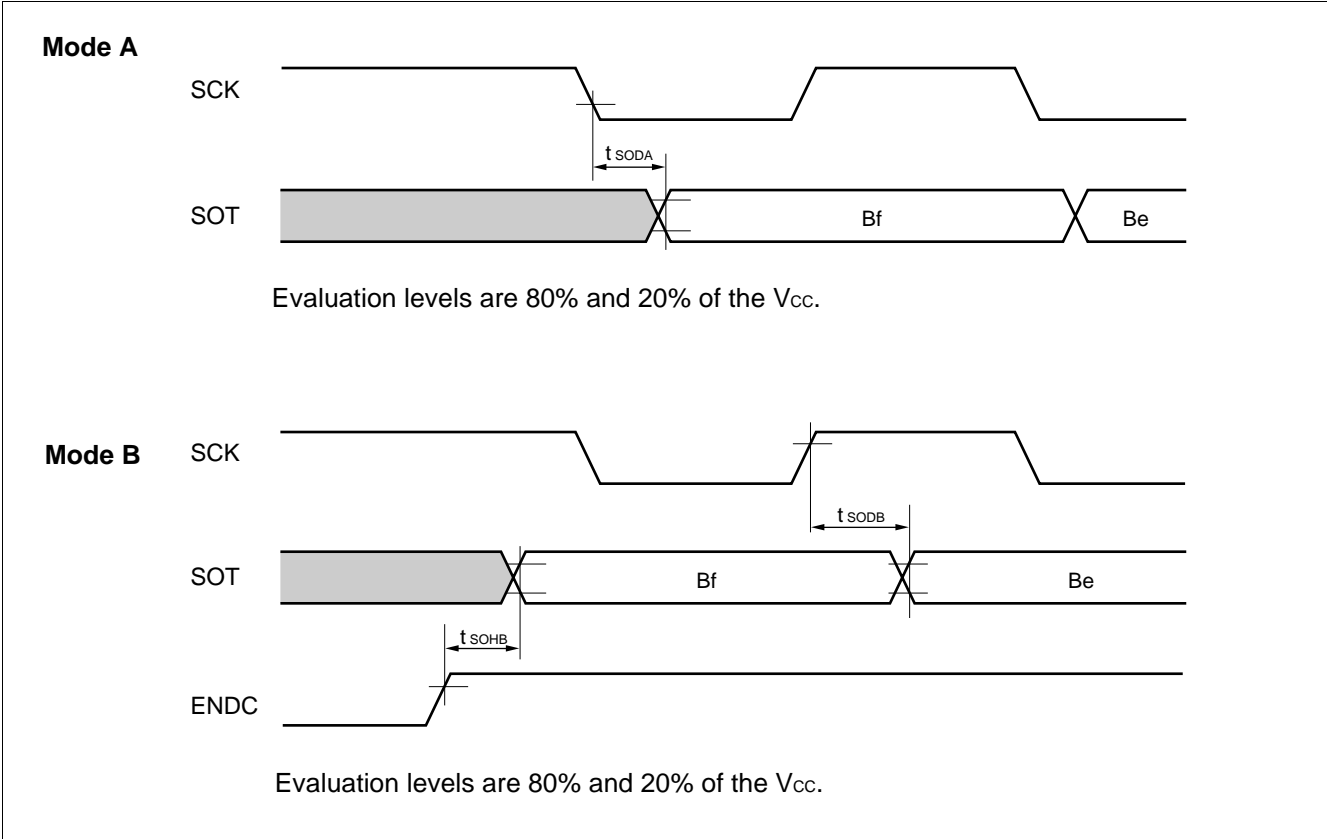 Mode A
SCK
t SODA
SOT
Bf
Be
Evaluation levels are 80% and 20% of the Vcc.
Mode B
SCK
t SODB
SOT
Bf
Be
t SOHB
ENDC
Evaluation levels are 80% and 20% of the Vcc.